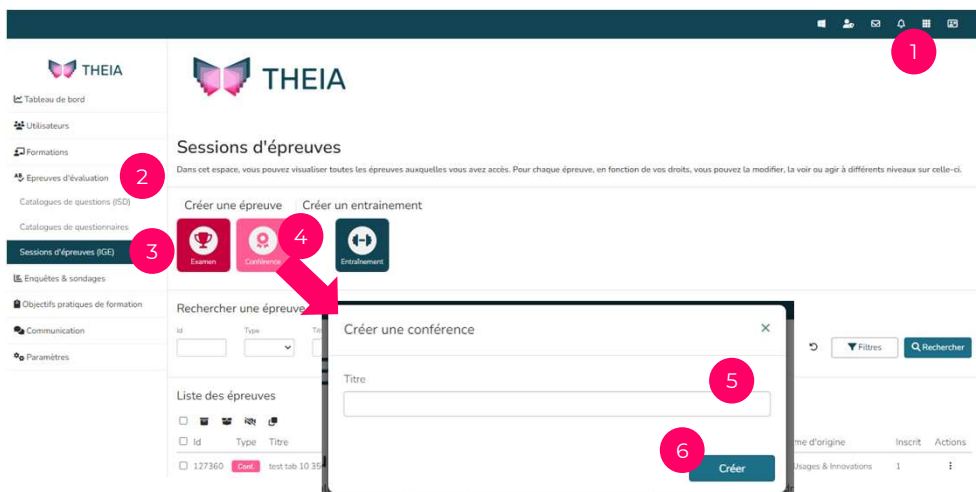 1
THEIA
THEIA
Tableau de bord
Utilisateurs
Formations
Epreuves d'évaluation
2
Catalogues de questions (ISD)
Catalogues de questionnaires
Sessions d'épreuves (IGE)
3
Enquêtes & sondages
Objectifs pratiques de formation
Communication
Paramètres
Sessions d'épreuves
Dans cet espace, vous pouvez visualiser toutes les épreuves auxquelles vous avez accès. Pour chaque épreuve, en fonction de vos droits, vous pouvez la modifier, la voir ou agir à différents niveaux sur celle-ci.
Créer une épreuve Créer un entrainement
4
Examen Conférence Entraînement
Rechercher une épreuve
Id Type
Filtres Rechercher
Créer une conférence ×
Titre
5
6
Créer
Liste des épreuves
Id Type Titre Inscrit Actions
127360 Conf. test tab 10 Usages & Innovations 1